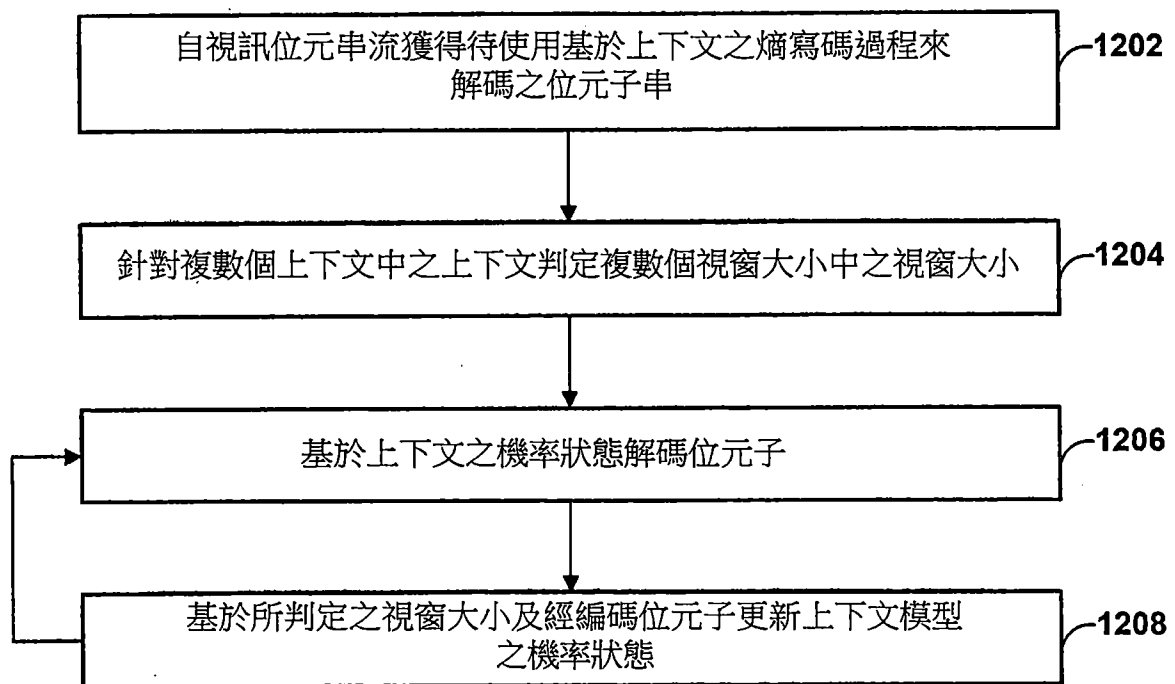 自視訊位元串流獲得待使用基於上下文之熵寫碼過程來
解碼之位元子串
1202
針對複數個上下文中之上下文判定複數個視窗大小中之視窗大小
1204
基於上下文之機率狀態解碼位元子
1206
基於所判定之視窗大小及經編碼位元子更新上下文模型
之機率狀態
1208